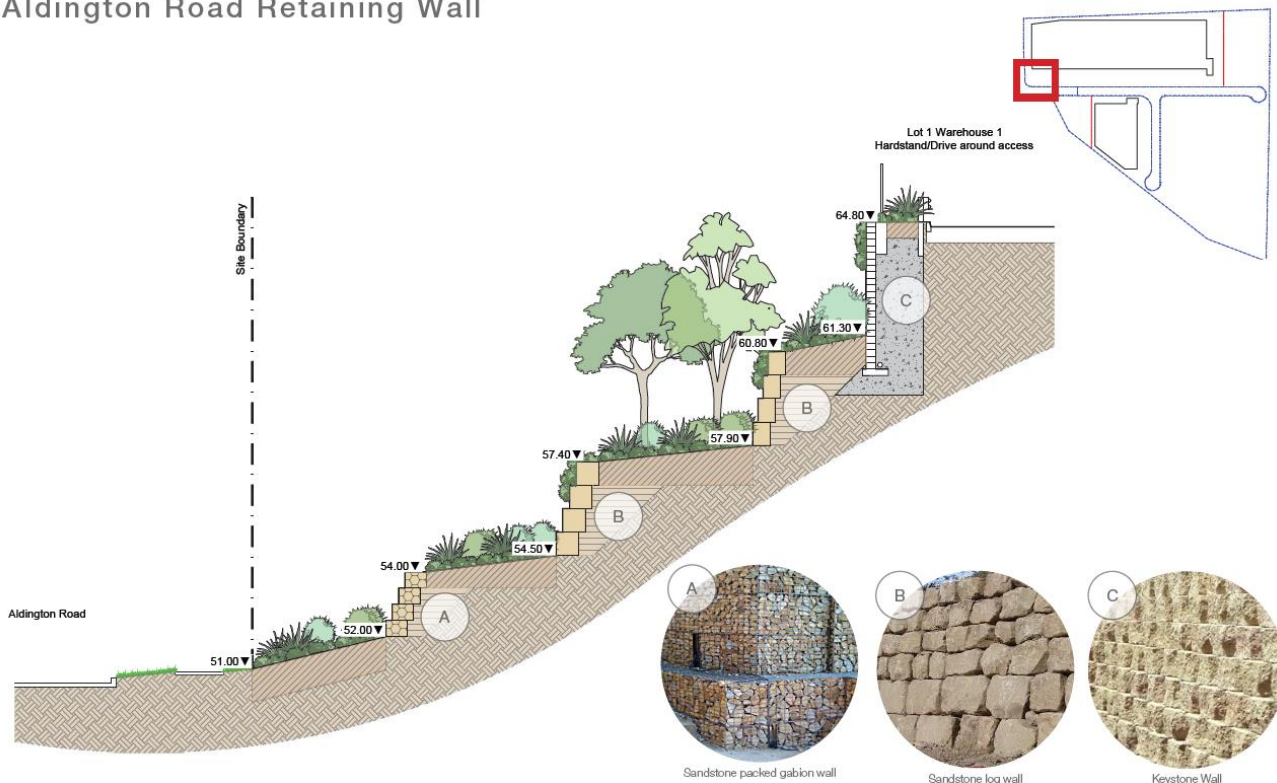 Aldington Road Retaining Wall
Lot 1 Warehouse 1
Hardstand/Drive around access
Site Boundary
64.80
C
61.30
60.80
B
57.90
57.40
B
54.50
54.00
A
52.00
Aldington Road
51.00
A
B
C
Sandstone packed gabion wall
Sandstone log wall
Keystone Wall